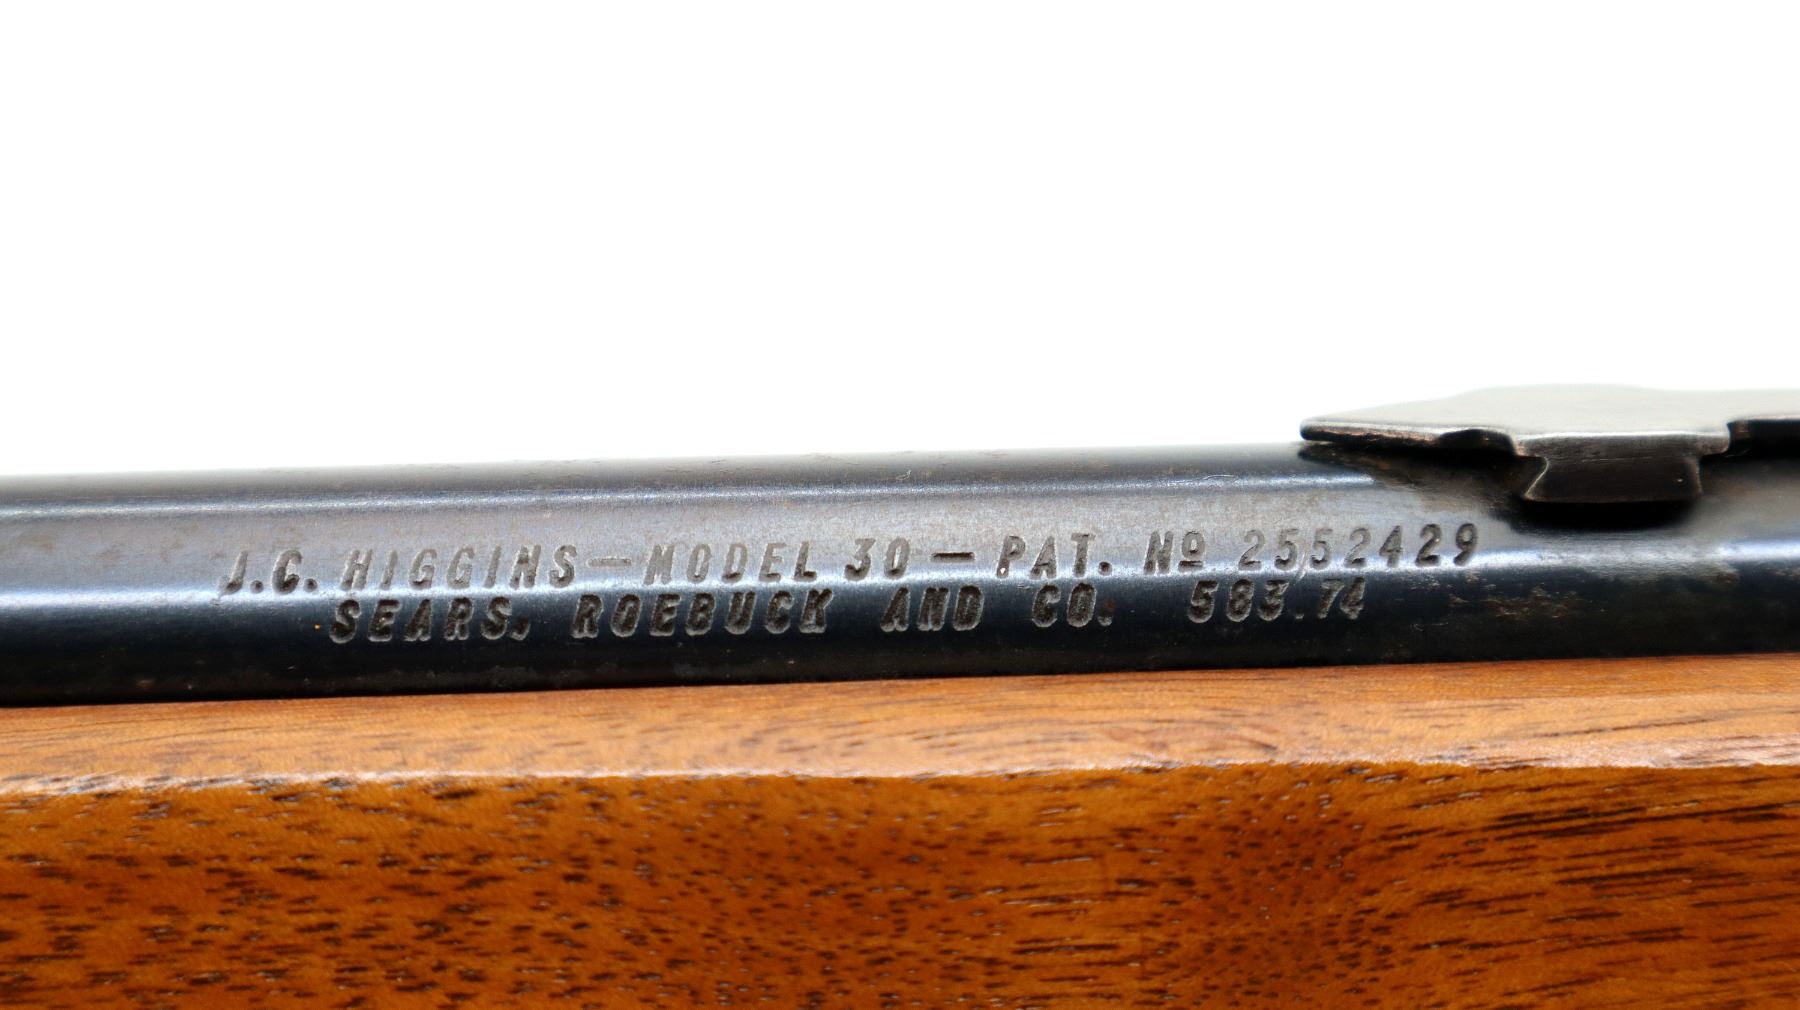 J.C. HIGGINS — MODEL 30 — PAT. Nº 2552429
SEARS, ROEBUCK AND CO. 583.74